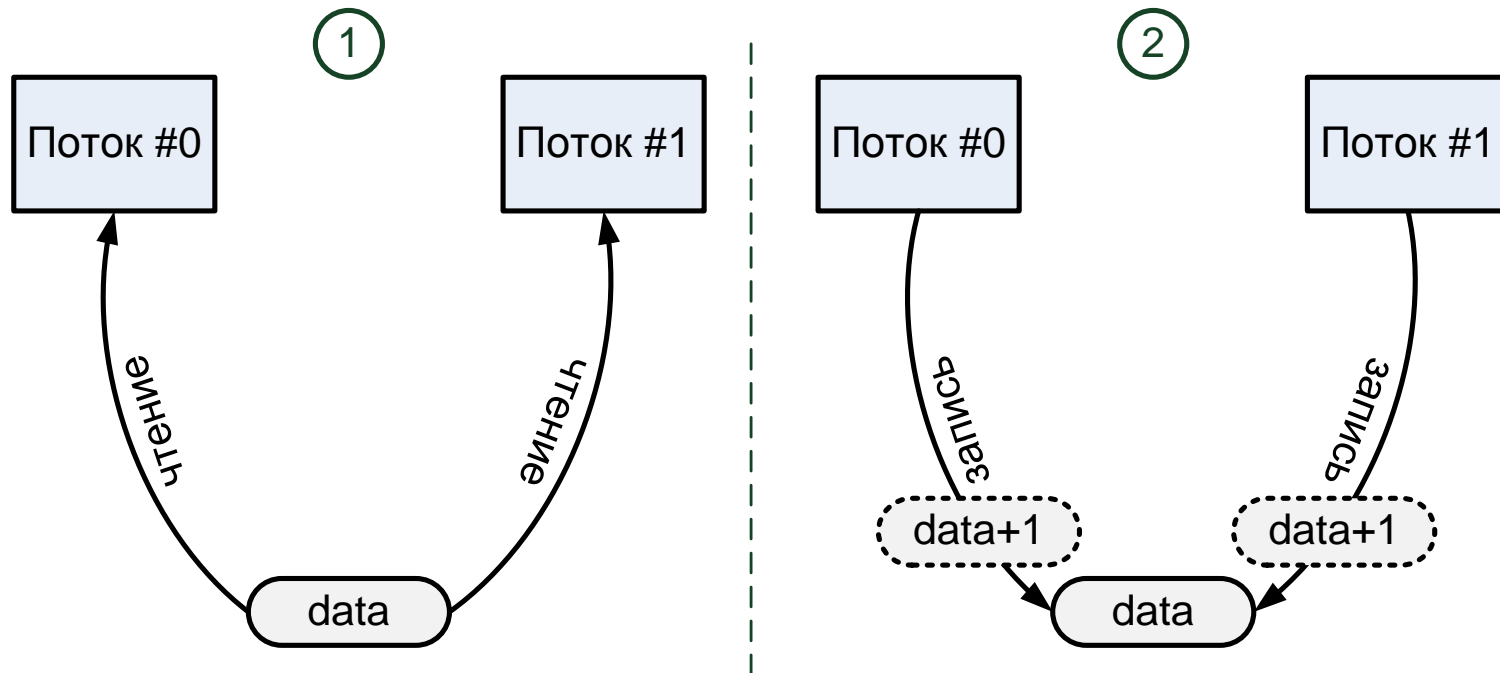 1
Поток #0
Поток #1
чтение
чтение
data
2
Поток #0
Поток #1
запись
запись
data+1
data+1
data